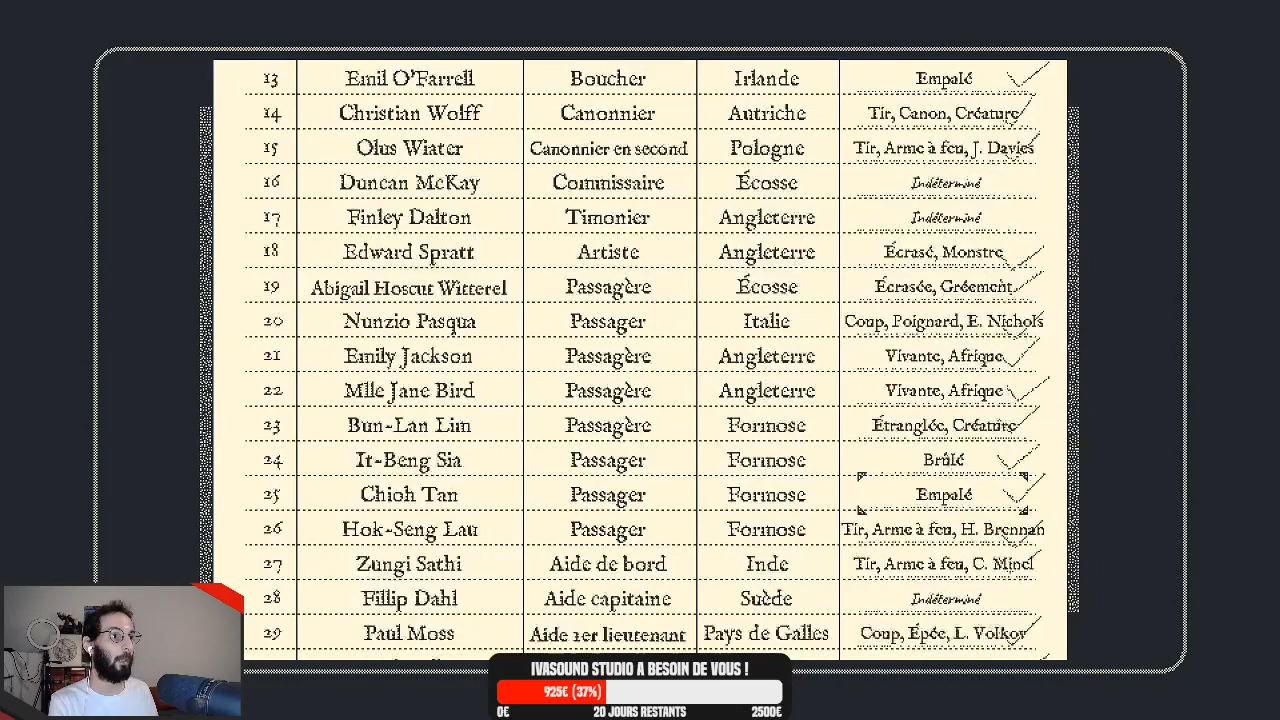 13 Emil O'Farrell Boucher Irlande Empalé
14 Christian Wolff Canonnier Autriche Tir, Canon, Créature
15 Olus Wiater Canonnier en second Pologne Tir, Arme à feu, J. Davies
16 Duncan McKay Commissaire Écosse Indéterminé
17 Finley Dalton Timonier Angleterre Indéterminé
18 Edward Spratt Artiste Angleterre Écrasé, Monstre
19 Abigail Hoscut Witterel Passagère Écosse Écrasée, Gréement
20 Nunzio Pasqua Passager Italie Coup, Poignard, E. Nichols
21 Emily Jackson Passagère Angleterre Vivante, Afrique
22 Mlle Jane Bird Passagère Angleterre Vivante, Afrique
23 Bun-Lan Lim Passagère Formose Étranglée, Créature
24 It-Beng Sia Passager Formose Brûlé
25 Chioh Tan Passager Formose Empalé
26 Hok-Seng Lau Passager Formose Tir, Arme à feu, H. Brennan
27 Zungi Sathi Aide de bord Inde Tir, Arme à feu, C. Miner
28 Fillip Dahl Aide capitaine Suède Indéterminé
29 Paul Moss Aide 1er lieutenant Pays de Galles Coup, Épée, L. Volkov
IVASOUND STUDIO A BESOIN DE VOUS !
925€ (37%)
0€ 20 JOURS RESTANTS 2500€